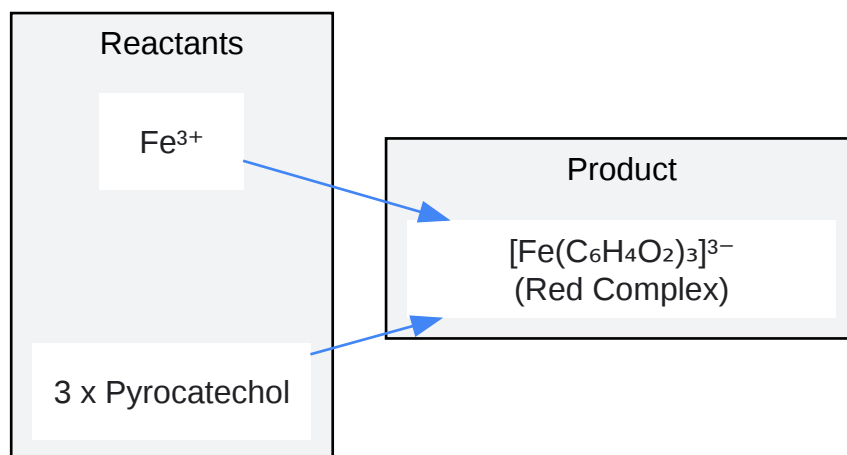 Reactants
Fe³⁺
3 x Pyrocatechol
Product
[Fe(C₆H₄O₂)₃]³⁻
(Red Complex)